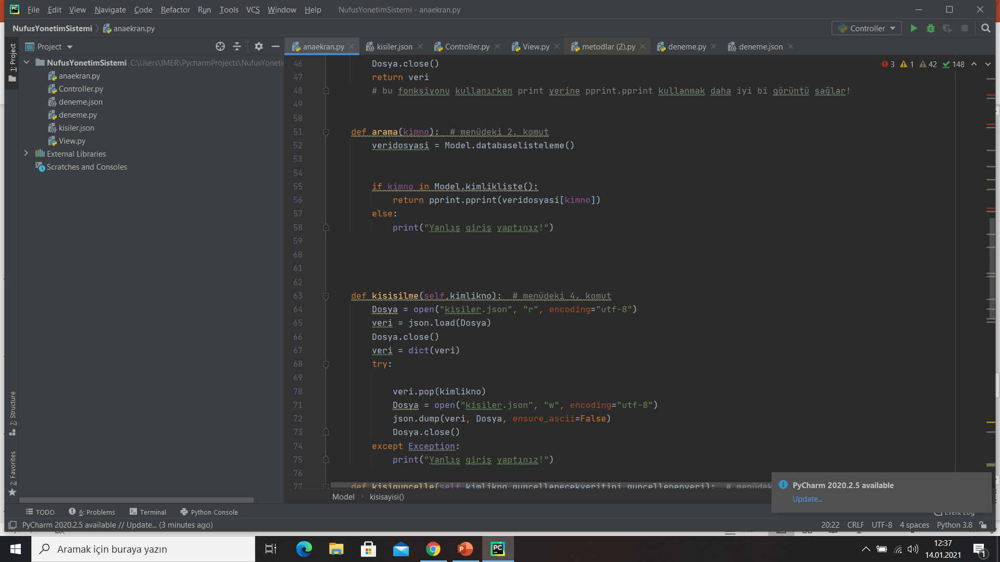 File Edit View Navigate Code Refactor Run Tools VCS Window Help NufusYonetimSistemi - anaekran.py
NufusYonetimSistemi anaekran.py Controller
Project
anaekran.py kisiler.json Controller.py View.py metodlar (2).py deneme.py deneme.json
1: Project
NufusYonetimSistemi C:\Users\IMER\PycharmProjects\NufusYoneti
anaekran.py
Controller.py
deneme.json
deneme.py
kisiler.json
View.py
External Libraries
Scratches and Consoles
7: Structure
2: Favorites
3 1 42 148
46 Dosya.close()
47 return veri
48 # bu fonksiyonu kullanırken print yerine pprint.pprint kullanmak daha iyi bi görüntü sağlar!
49
50
51 def arama(kimno): # menüdeki 2. komut
52 veridosyasi = Model.databaselisteleme()
53
54
55 if kimno in Model.kimlikliste():
56 return pprint.pprint(veridosyasi[kimno])
57 else:
58 print("Yanlış giriş yaptınız!")
59
60
61
62
63 def kisisilme(self,kimlikno): # menüdeki 4. komut
64 Dosya = open("kisiler.json", "r", encoding="utf-8")
65 veri = json.load(Dosya)
66 Dosya.close()
67 veri = dict(veri)
68 try:
69
70 veri.pop(kimlikno)
71 Dosya = open("kisiler.json", "w", encoding="utf-8")
72 json.dump(veri, Dosya, ensure_ascii=False)
73 Dosya.close()
74 except Exception:
75 print("Yanlış giriş yaptınız!")
76
77 def kisiguncelle(self,kimlikno,guncellenecekveritipi,guncellenenveri): # menüdek
Model kisisayisi()
PyCharm 2020.2.5 available
Update...
TODO 6: Problems Terminal Python Console Event Log
PyCharm 2020.2.5 available // Update... (3 minutes ago) 20:22 CRLF UTF-8 4 spaces Python 3.8
Aramak için buraya yazın
12:37
14.01.2021
1